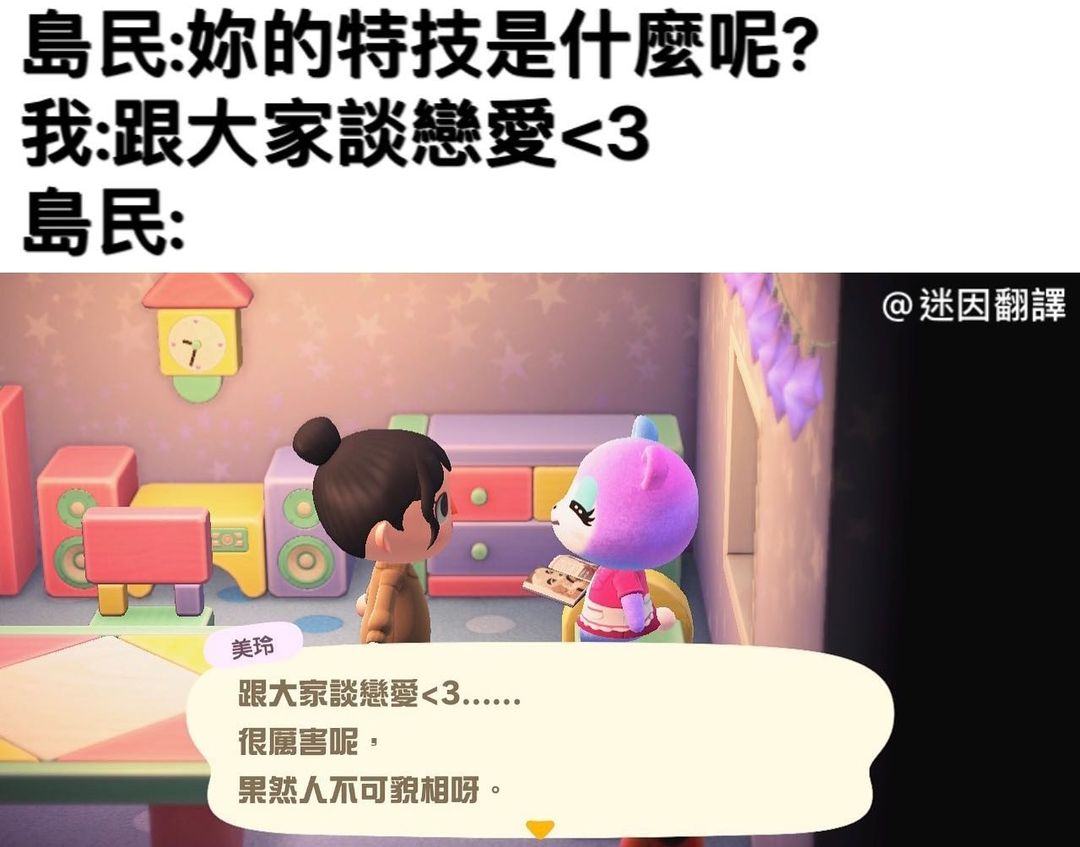 島民:妳的特技是什麼呢?
我:跟大家談戀愛<3
島民:
@迷因翻譯
美玲
跟大家談戀愛<3……
很厲害呢，
果然人不可貌相呀。